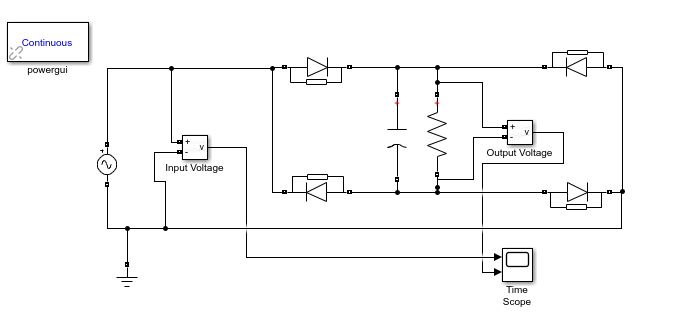 Continuous
powergui
+
+
-
v
Input Voltage
+
-
v
Output Voltage
Time
Scope